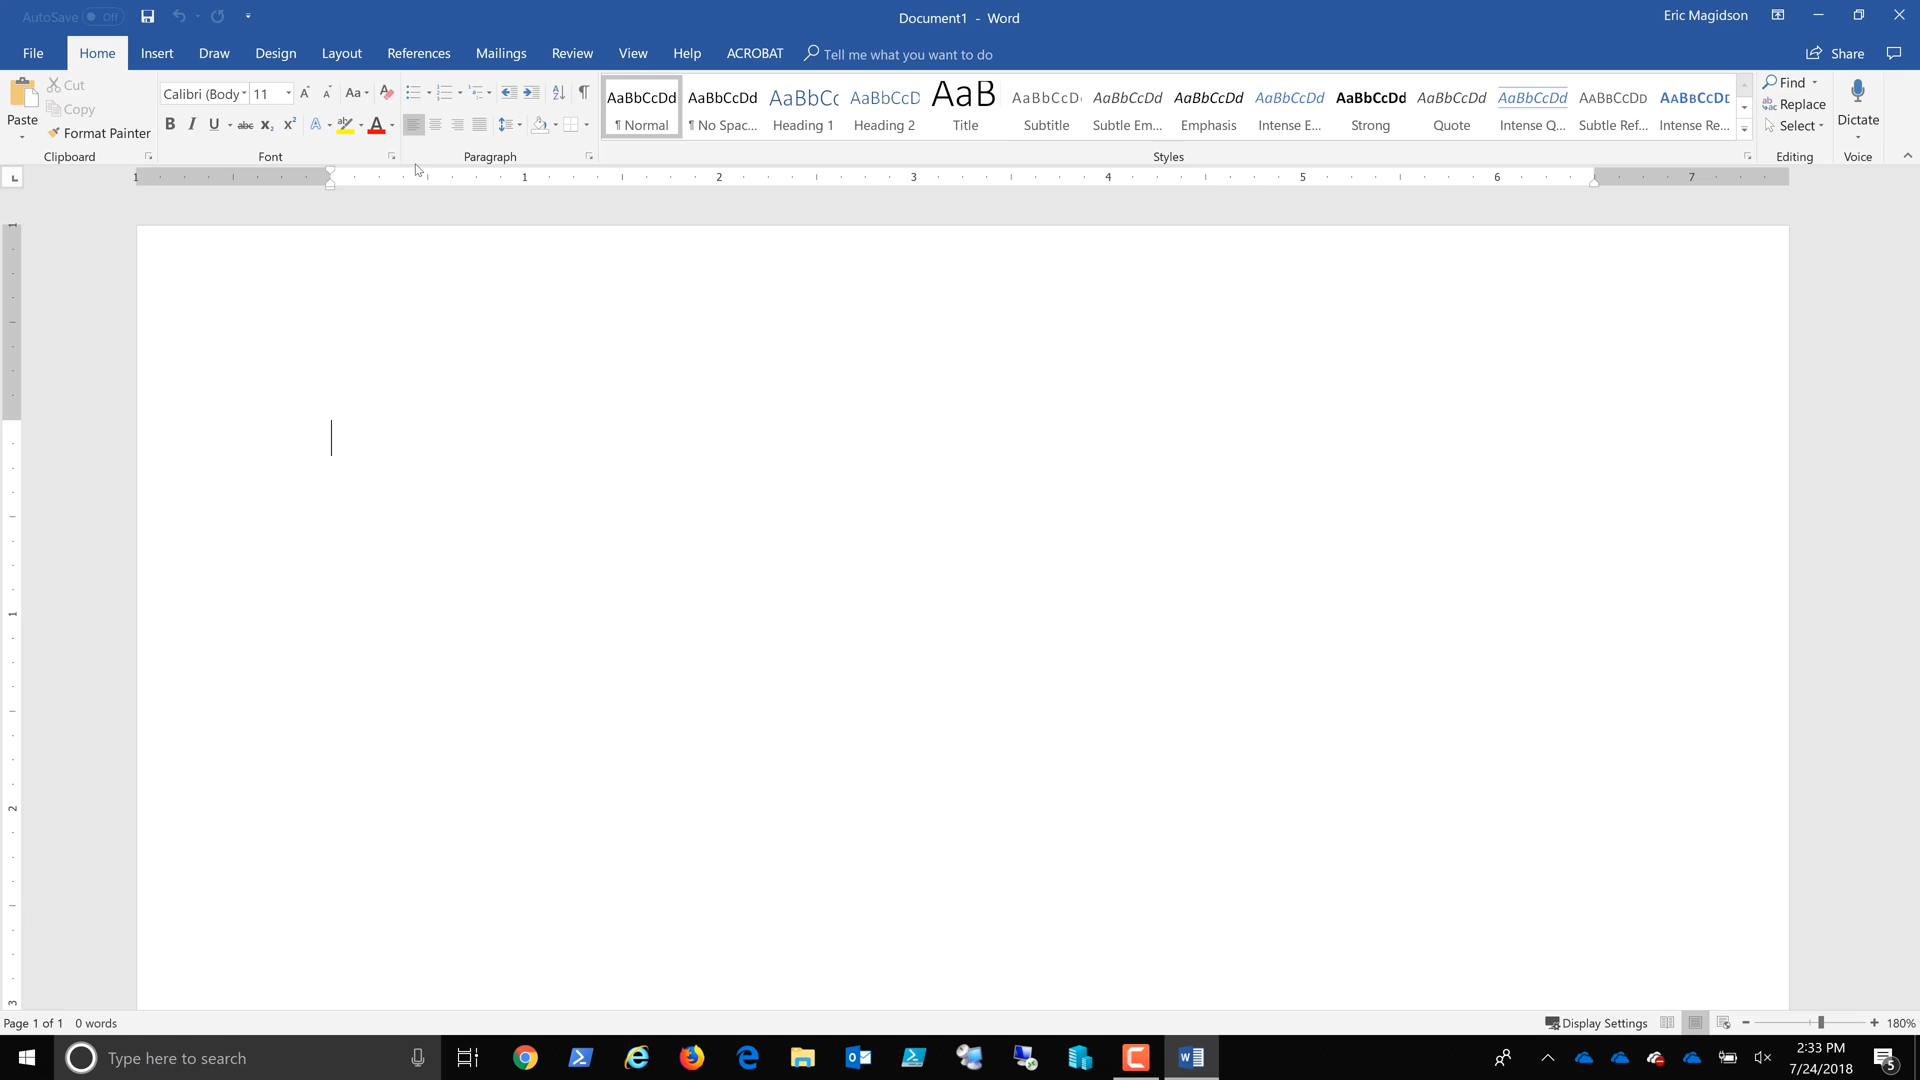 AutoSave Off
Document1 - Word
Eric Magidson
File Home Insert Draw Design Layout References Mailings Review View Help ACROBAT Tell me what you want to do Share
Paste
Cut
Copy
Format Painter
Clipboard
Calibri (Body 11
Font
Paragraph
AaBbCcDd AaBbCcDd AaBbCc AaBbCcD AaB AaBbCcD AaBbCcDd AaBbCcDd AaBbCcDd AaBbCcDd AaBbCcDd AaBbCcDd AaBbCcDd AaBbCcDd
¶ Normal ¶ No Spac... Heading 1 Heading 2 Title Subtitle Subtle Em... Emphasis Intense E... Strong Quote Intense Q... Subtle Ref... Intense Re...
Styles
Find
Replace
Select
Editing
Dictate
Voice
1 1 2 3 4 5 6 7
1
1
2
3
Page 1 of 1 0 words
Display Settings
180%
Type here to search
2:33 PM
7/24/2018
5